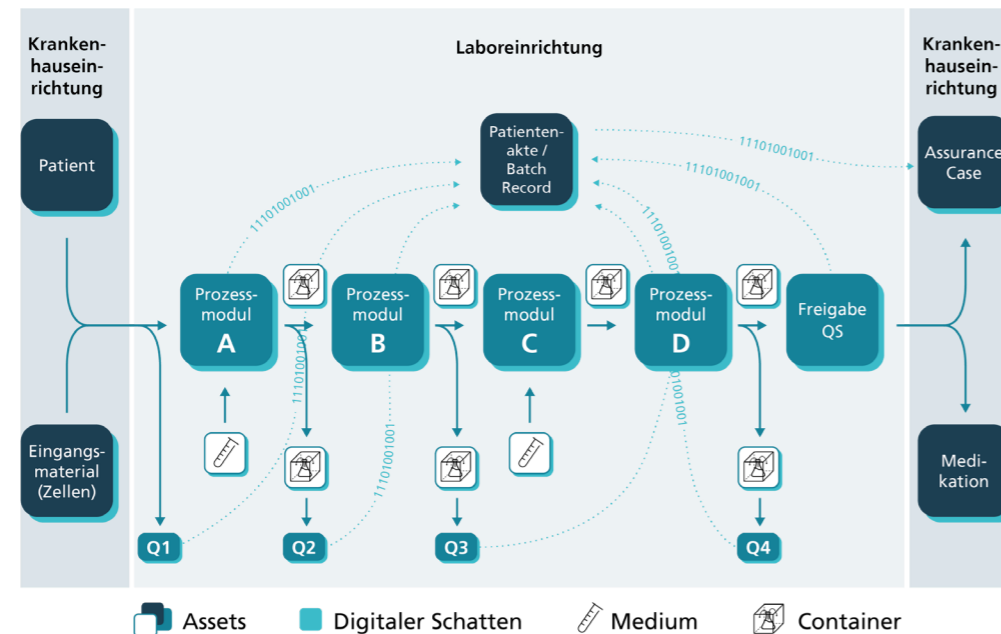 Kranken-
hausein-
richtung
Laboreinrichtung
Kranken-
hausein-
richtung
Patient
Patienten-
akte /
Batch
Record
Assurance
Case
11101001001
11101001001
11101001001
11101001001
Prozess-
modul
A
Prozess-
modul
B
Prozess-
modul
C
Prozess-
modul
D
Freigabe
QS
11101001001
11101001001
Eingangs-
material
(Zellen)
Medi-
kation
Q1
Q2
Q3
Q4
Assets
Digitaler Schatten
Medium
Container